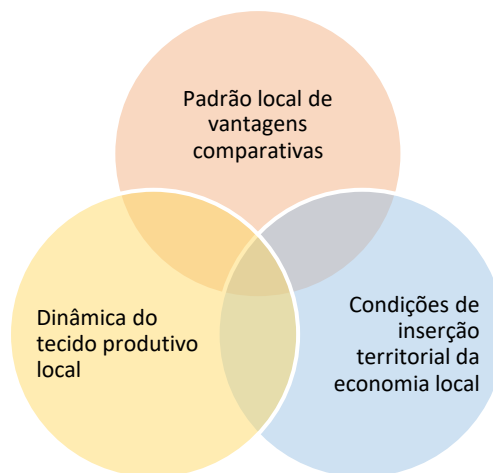 Padrão local de
vantagens
comparativas
Dinâmica do
tecido produtivo
local
Condições de
inserção
territorial da
economia local